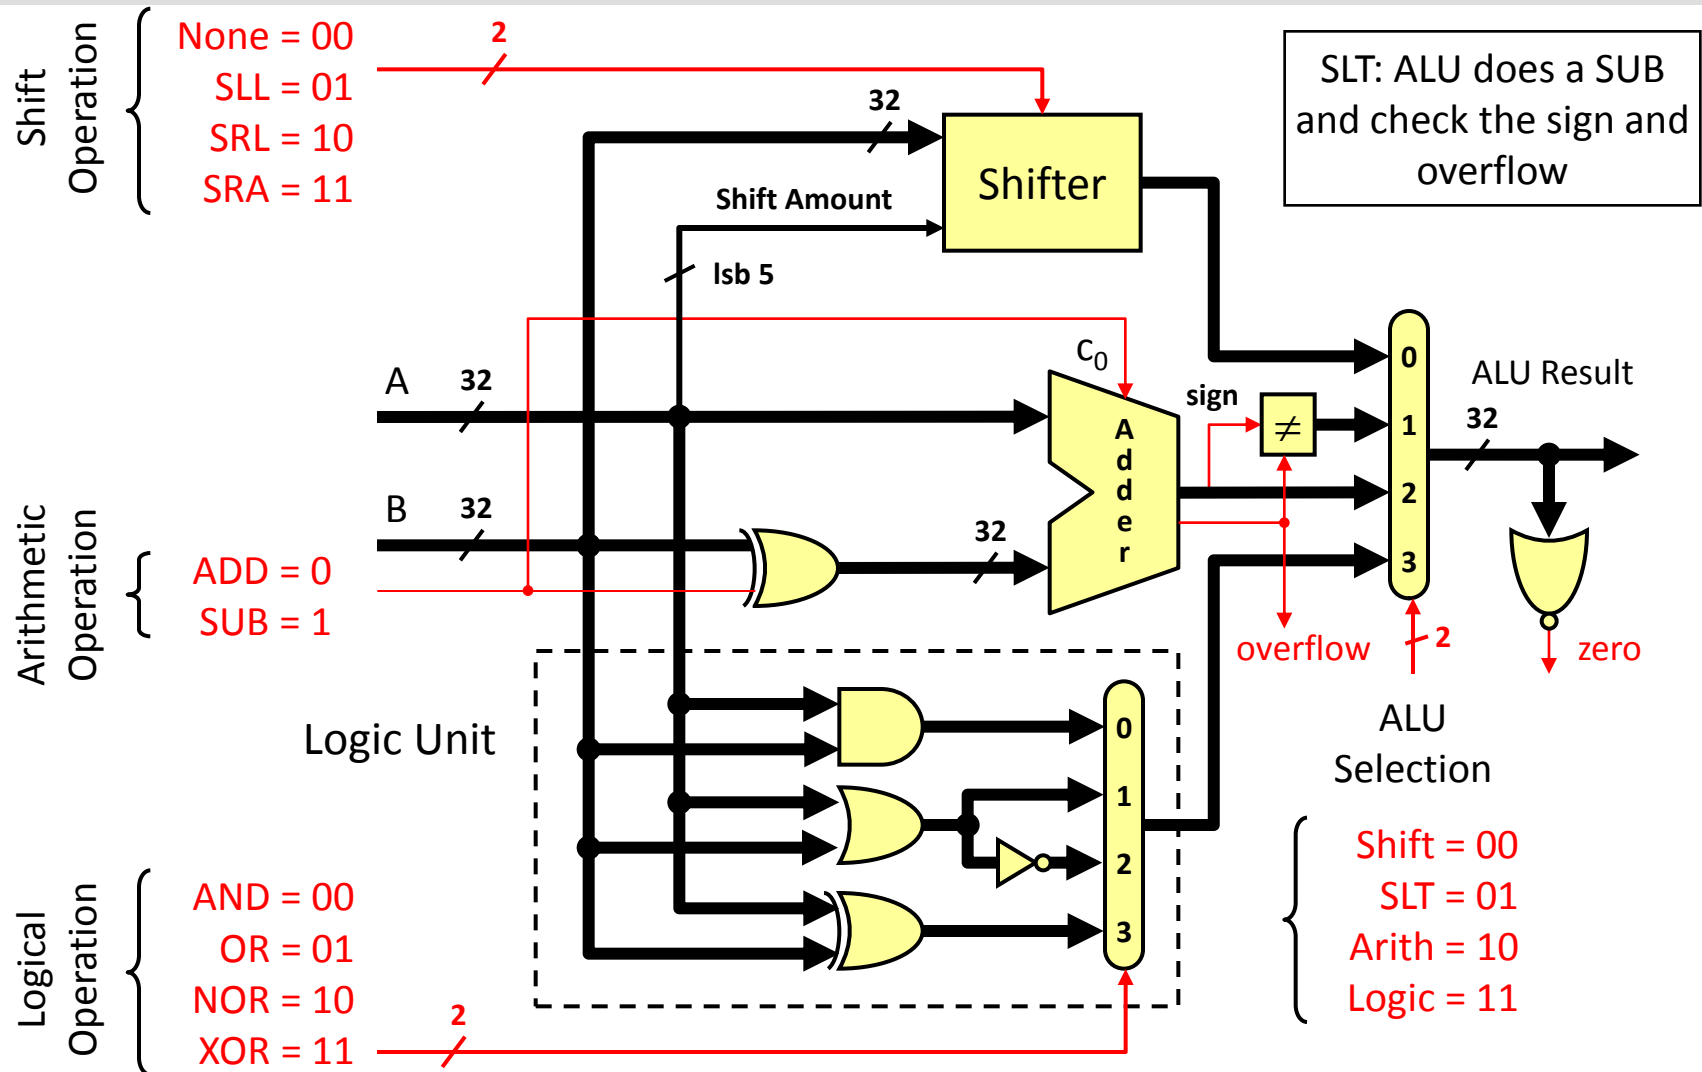 Shift
Operation
None = 00
SLL = 01
SRL = 10
SRA = 11
2
32
Shifter
Shift Amount
lsb 5
SLT: ALU does a SUB
and check the sign and
overflow
A
32
B
32
c0
Adder
32
sign
≠
overflow
0
1
2
3
2
ALU Result
32
zero
Arithmetic
Operation
ADD = 0
SUB = 1
Logic Unit
0
1
2
3
ALU
Selection
Shift = 00
SLT = 01
Arith = 10
Logic = 11
Logical
Operation
AND = 00
OR = 01
NOR = 10
XOR = 11
2